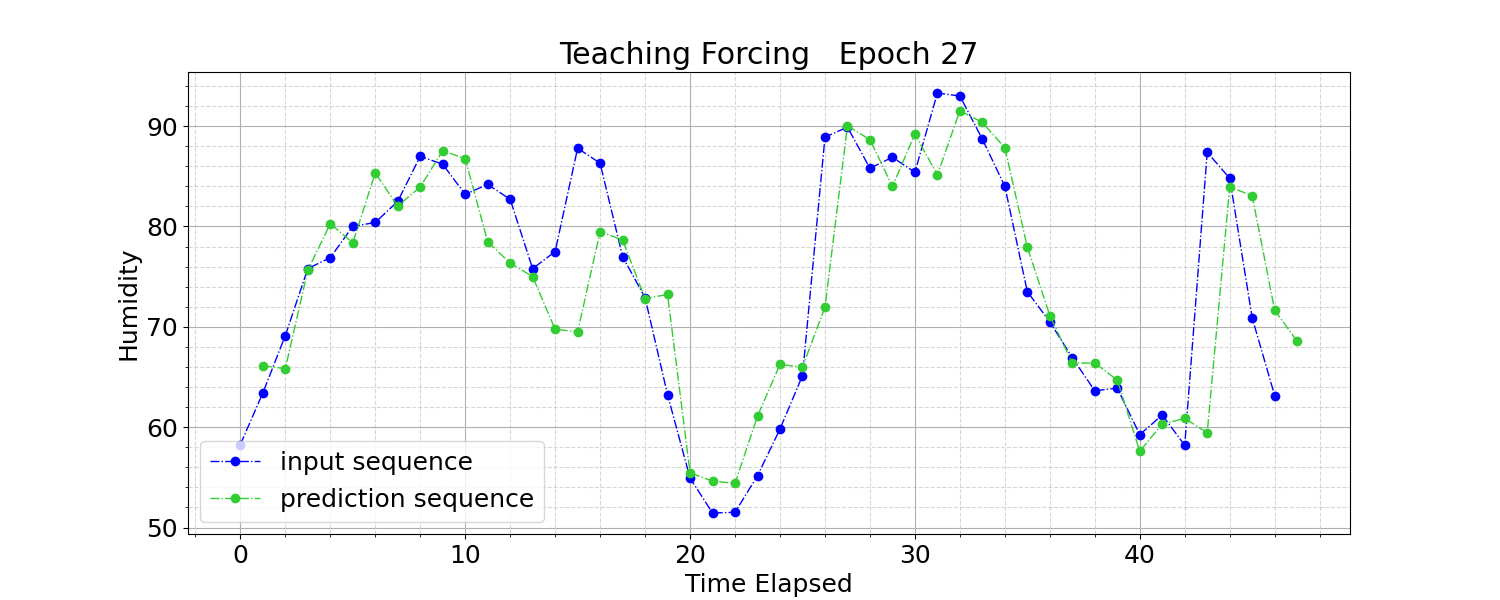 Teaching Forcing   Epoch 27
Humidity
90
80
70
60
50
input sequence
prediction sequence
0 10 20 30 40
Time Elapsed